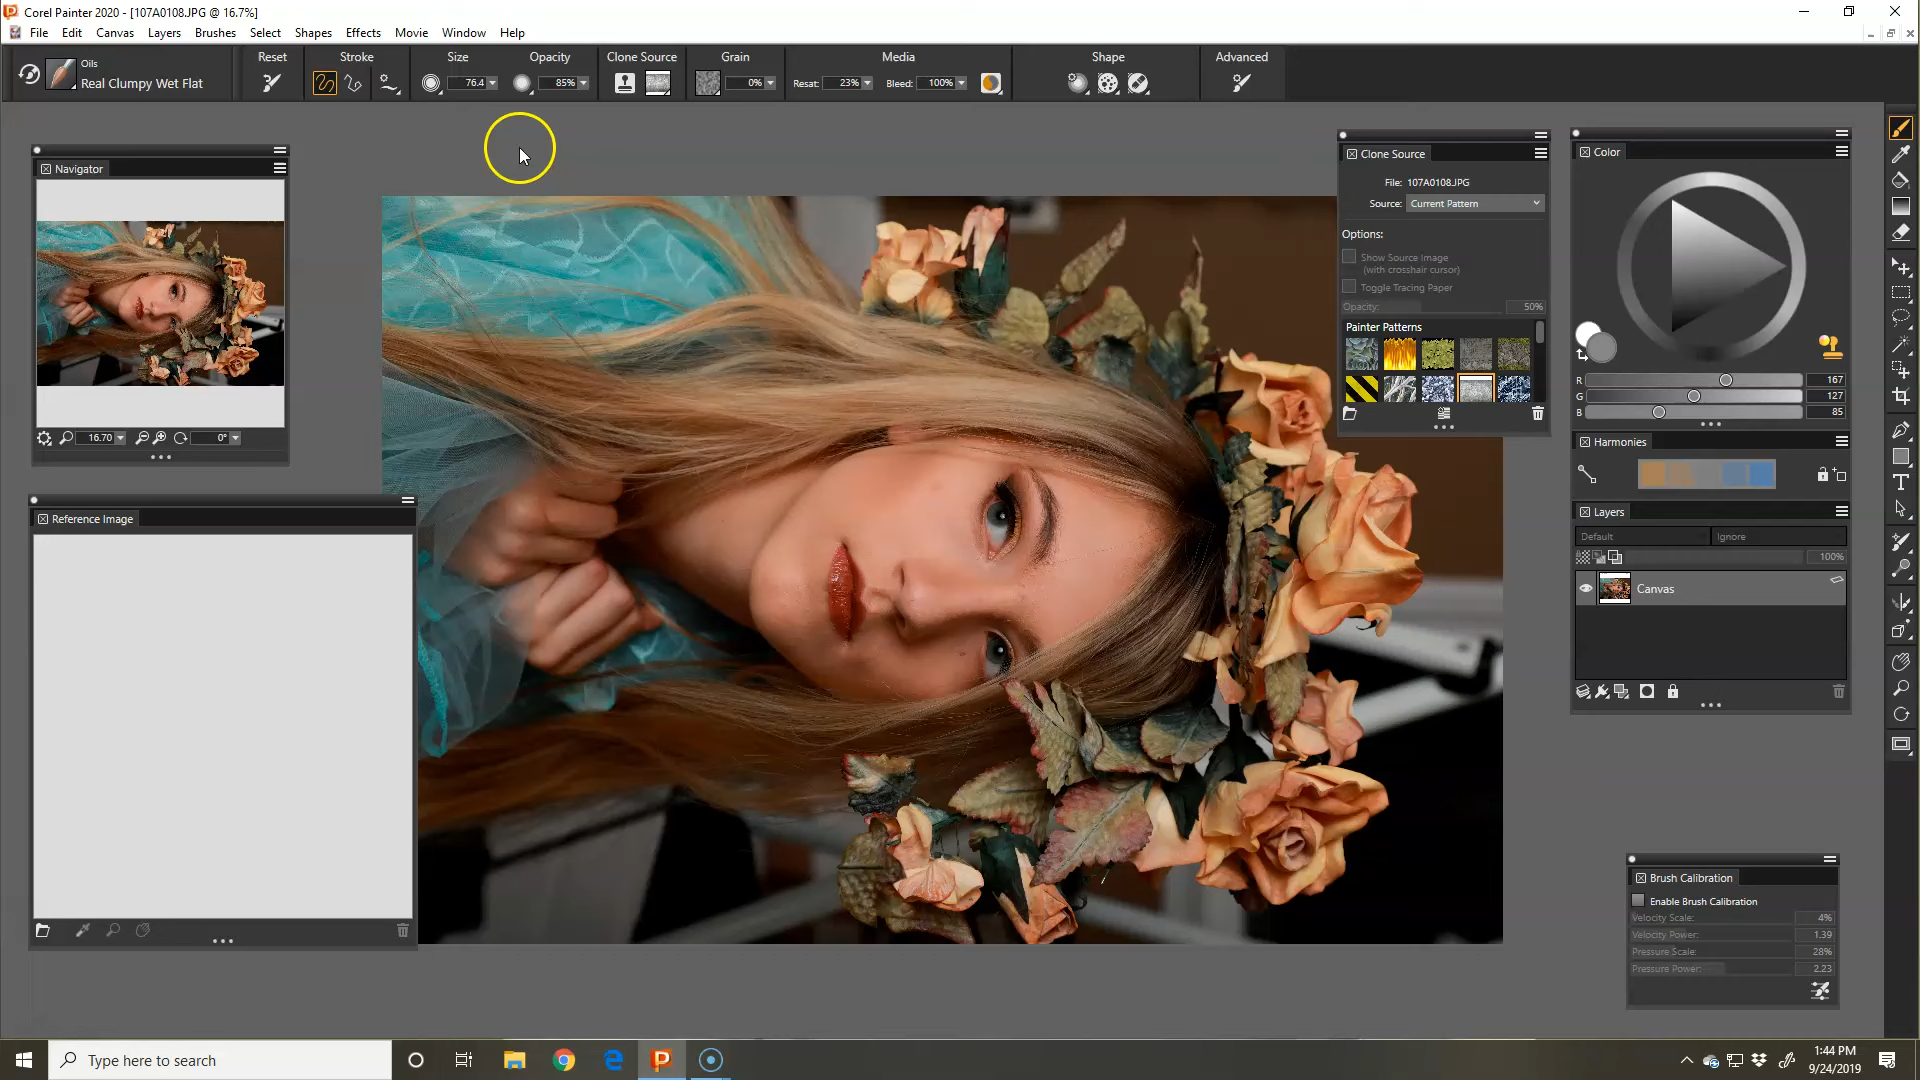 Corel Painter 2020 - [107A0108.JPG @ 16.7%]
File Edit Canvas Layers Brushes Select Shapes Effects Movie Window Help
Oils
Real Clumpy Wet Flat
Reset
Stroke
Size
76.4
Opacity
85%
Clone Source
Grain
0%
Media
Resat: 23%
Bleed: 100%
Shape
Advanced
Navigator
16.70
0°
Reference Image
Clone Source
File: 107A0108.JPG
Source: Current Pattern
Options:
Show Source Image
(with crosshair cursor)
Toggle Tracing Paper
Opacity: 50%
Painter Patterns
Color
R 167
G 127
B 85
Harmonies
Layers
Default Ignore
100%
Canvas
Brush Calibration
Enable Brush Calibration
Velocity Scale: 4%
Velocity Power: 1.39
Pressure Scale: 28%
Pressure Power: 2.23
Type here to search
1:44 PM
9/24/2019